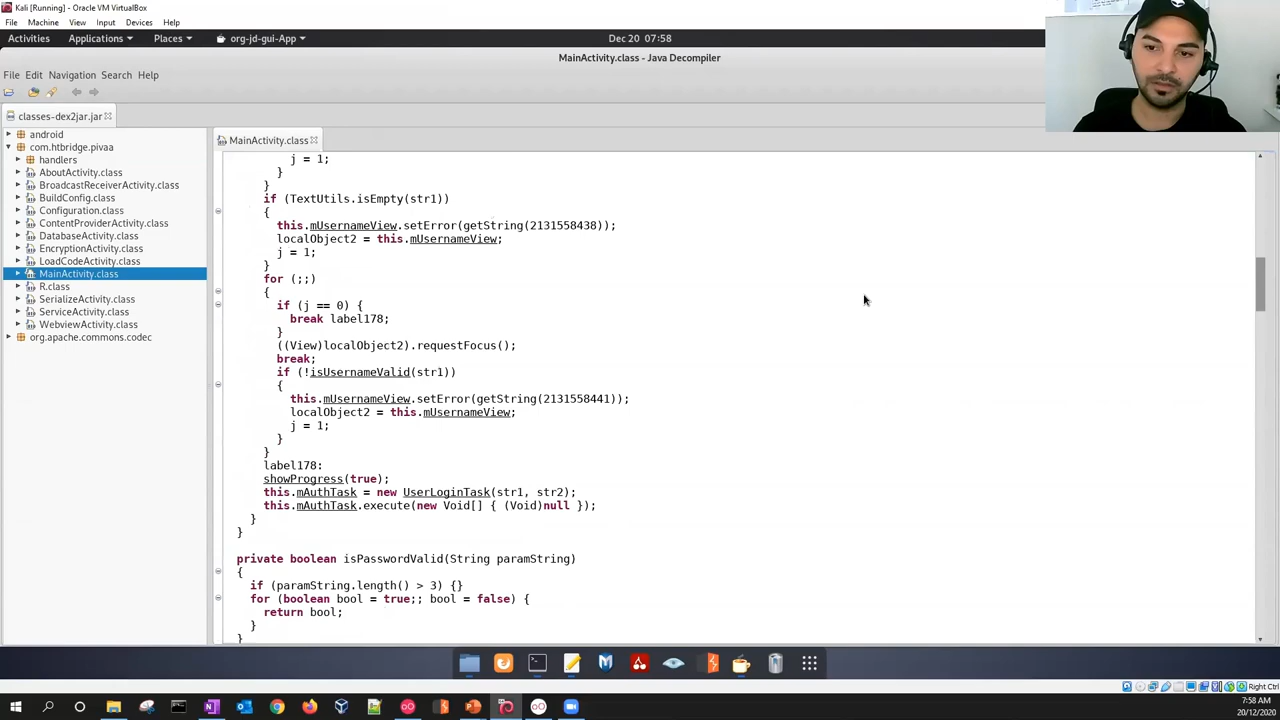 Kali [Running] - Oracle VM VirtualBox
File Machine View Input Devices Help
Activities Applications Places org-jd-gui-App Dec 20 07:58
MainActivity.class - Java Decompiler
File Edit Navigation Search Help
classes-dex2jar.jar
MainActivity.class
android
com.htbridge.pivaa
handlers
AboutActivity.class
BroadcastReceiverActivity.class
BuildConfig.class
Configuration.class
ContentProviderActivity.class
DatabaseActivity.class
EncryptionActivity.class
LoadCodeActivity.class
MainActivity.class
R.class
SerializeActivity.class
ServiceActivity.class
WebviewActivity.class
org.apache.commons.codec
j = 1;
}
}
if (TextUtils.isEmpty(str1))
{
this.mUsernameView.setError(getString(2131558438));
localObject2 = this.mUsernameView;
j = 1;
}
for (;;)
{
if (j == 0) {
break label178;
}
((View)localObject2).requestFocus();
break;
if (!isUsernameValid(str1))
{
this.mUsernameView.setError(getString(2131558441));
localObject2 = this.mUsernameView;
j = 1;
}
}
label178:
showProgress(true);
this.mAuthTask = new UserLoginTask(str1, str2);
this.mAuthTask.execute(new Void[] { (Void)null });
}
}
private boolean isPasswordValid(String paramString)
{
if (paramString.length() > 3) {}
for (boolean bool = true;; bool = false) {
return bool;
}
}
Right Ctrl
7:58 AM
20/12/2020